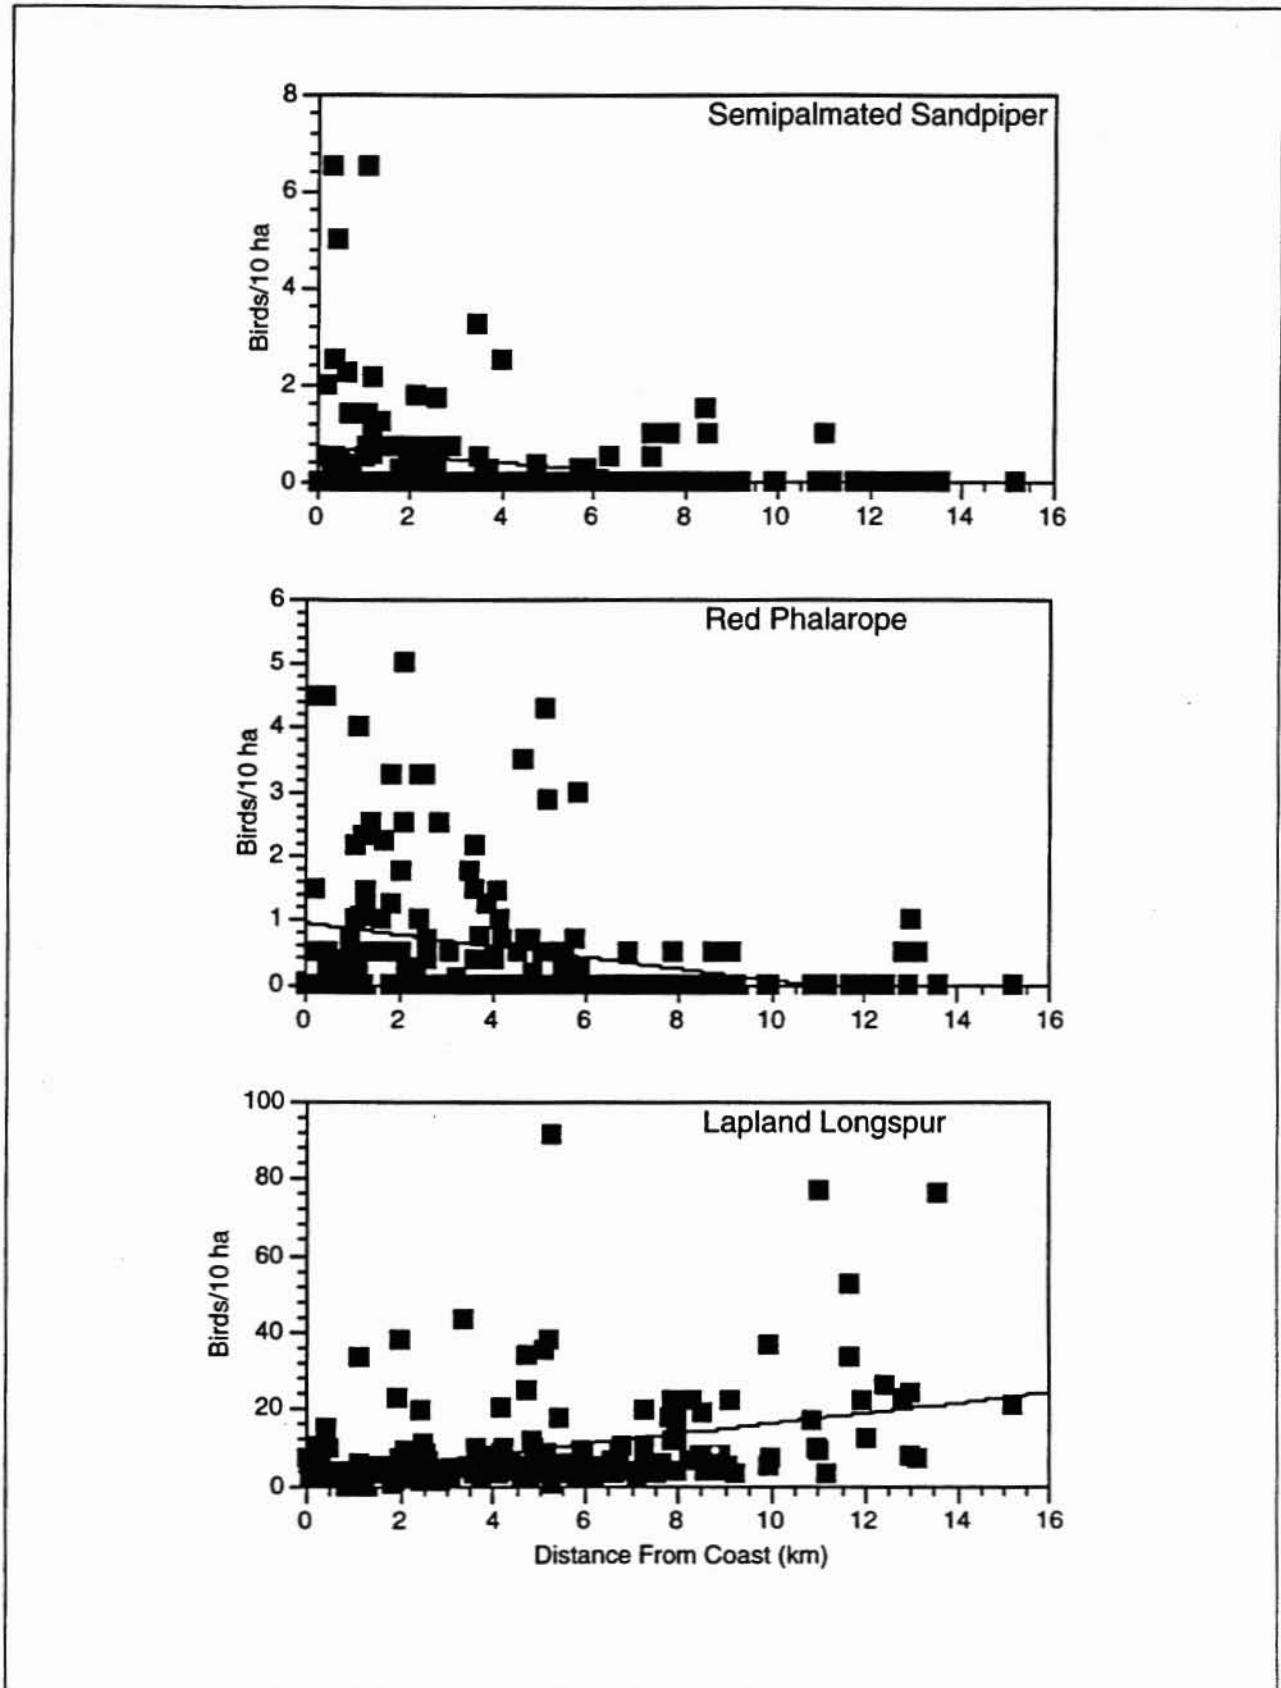 Semipalmated Sandpiper
Birds/10 ha
8
6
4
2
0
0 2 4 6 8 10 12 14 16
Red Phalarope
Birds/10 ha
6
5
4
3
2
1
0
0 2 4 6 8 10 12 14 16
Lapland Longspur
Birds/10 ha
100
80
60
40
20
0
0 2 4 6 8 10 12 14 16
Distance From Coast (km)